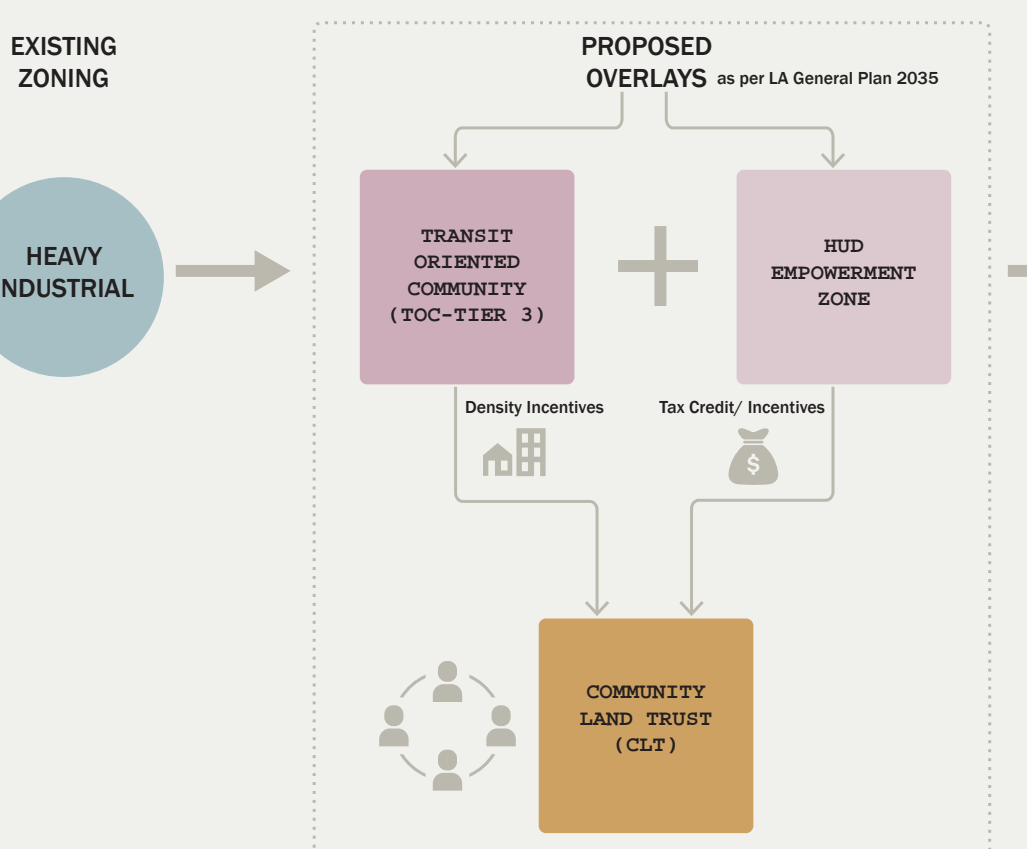 EXISTING
ZONING
PROPOSED
OVERLAYS as per LA General Plan 2035
HEAVY
NDUSTRIAL
TRANSIT
ORIENTED
COMMUNITY
(TOC-TIER 3)
HUD
EMPOWERMENT
ZONE
Density Incentives
Tax Credit/ Incentives
$
COMMUNITY
LAND TRUST
(CLT)